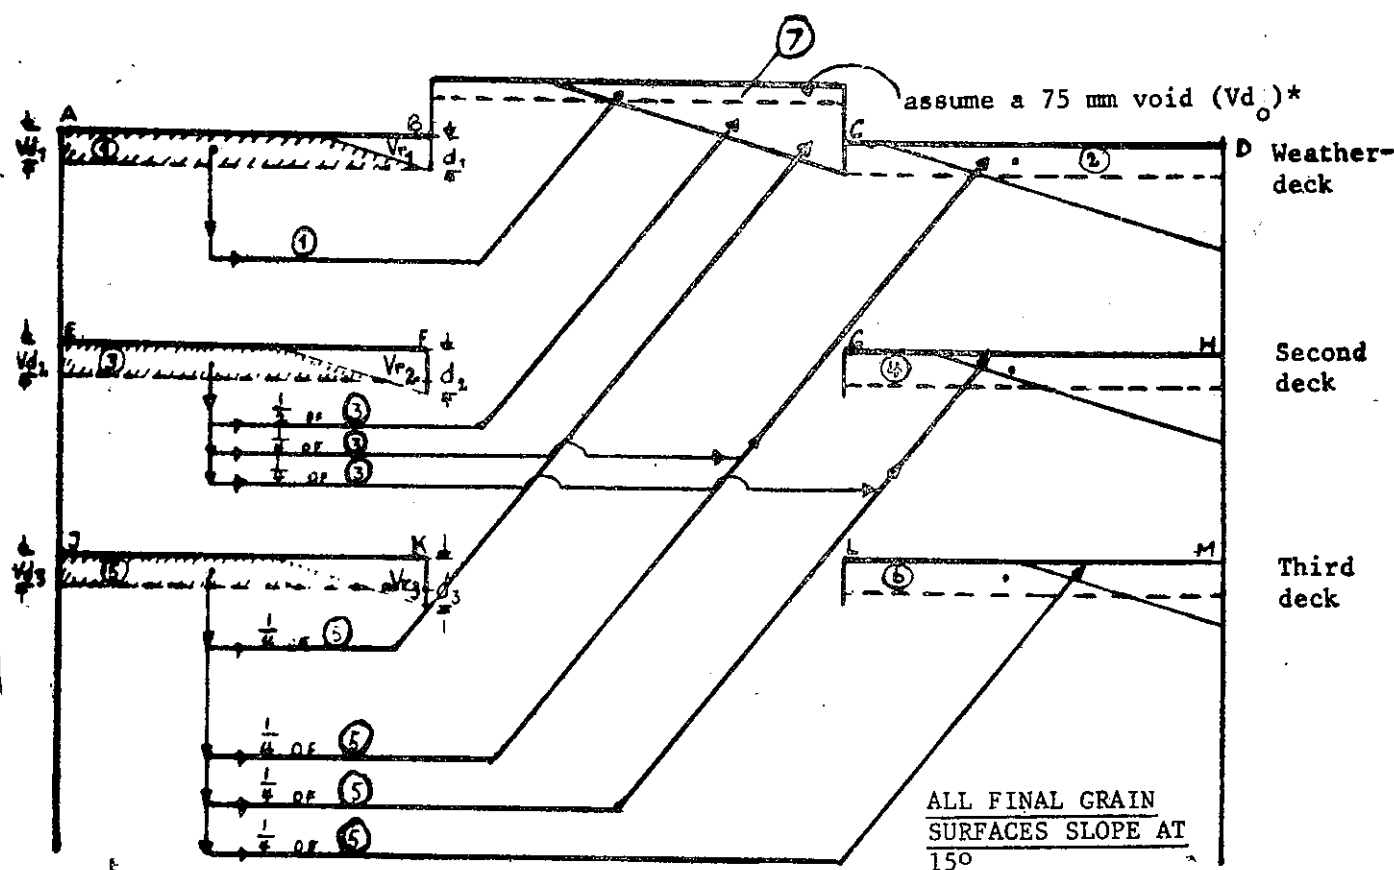 7
assume a 75 mm void (Vdo)*
A
B
C
D
Weather-
deck
Vd1
1
Vr1
d1
2
1
E
F
G
H
Second
deck
Vd2
3
Vr2
d2
4
1/2 OF 3
1/4 OF 3
1/4 OF 3
J
K
L
M
Third
deck
Vd3
5
Vr3
d3
6
1/4 OF 5
1/4 OF 5
1/4 OF 5
1/4 OF 5
ALL FINAL GRAIN
SURFACES SLOPE AT
15°